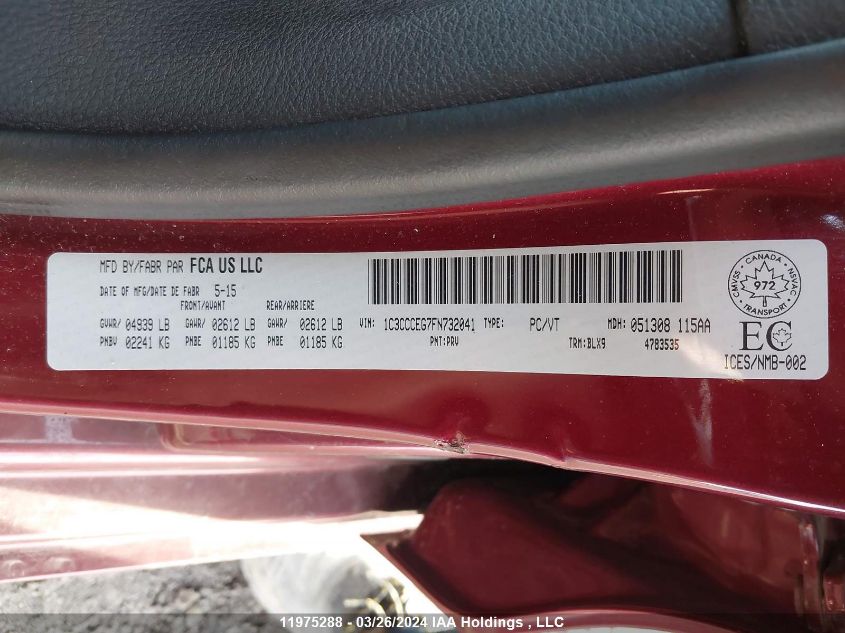 MFD BY/FABR PAR FCA US LLC
DATE OF MFG/DATE DE FABR 5-15
FRONT/AVANT REAR/ARRIERE
GVWR/ 04939 LB GAWR/ 02612 LB GAWR/ 02612 LB
PNBV 02241 KG PNBE 01185 KG PNBE 01185 KG
VIN: 1C3CCCEG7FN732041 TYPE: PC/VT MDH: 051308 115AA
PNT:PRV TRM:BLX9 4783535
CANADA
CMVSS 972 NSVAC
TRANSPORT
EC
ICES/NMB-002
11975288 - 03/26/2024 IAA Holdings , LLC